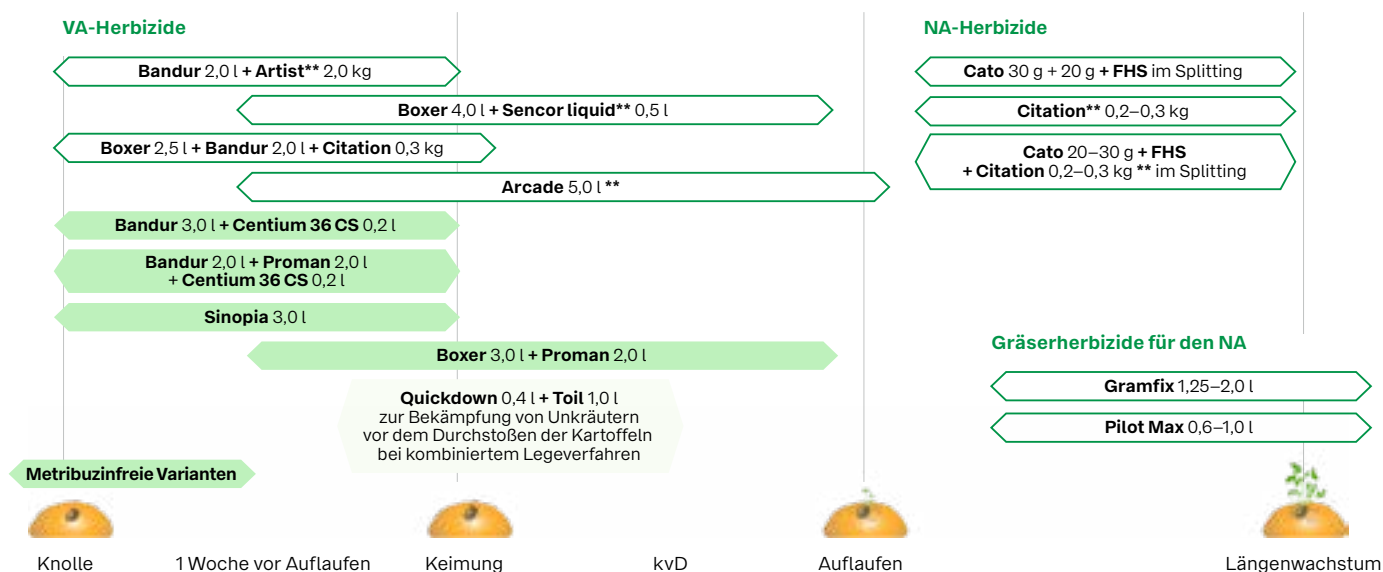 VA-Herbizide
Bandur 2,0 l + Artist** 2,0 kg
Boxer 4,0 l + Sencor liquid** 0,5 l
Boxer 2,5 l + Bandur 2,0 l + Citation 0,3 kg
Arcade 5,0 l **
Bandur 3,0 l + Centium 36 CS 0,2 l
Bandur 2,0 l + Proman 2,0 l
+ Centium 36 CS 0,2 l
Sinopia 3,0 l
Boxer 3,0 l + Proman 2,0 l
Quickdown 0,4 l + Toil 1,0 l
zur Bekämpfung von Unkräutern
vor dem Durchstoßen der Kartoffeln
bei kombiniertem Legeverfahren
Metribuzinfreie Varianten
NA-Herbizide
Cato 30 g + 20 g + FHS im Splitting
Citation** 0,2–0,3 kg
Cato 20–30 g + FHS
+ Citation 0,2–0,3 kg ** im Splitting
Gräserherbizide für den NA
Gramfix 1,25–2,0 l
Pilot Max 0,6–1,0 l
Knolle 1 Woche vor Auflaufen Keimung kvD Auflaufen Längenwachstum